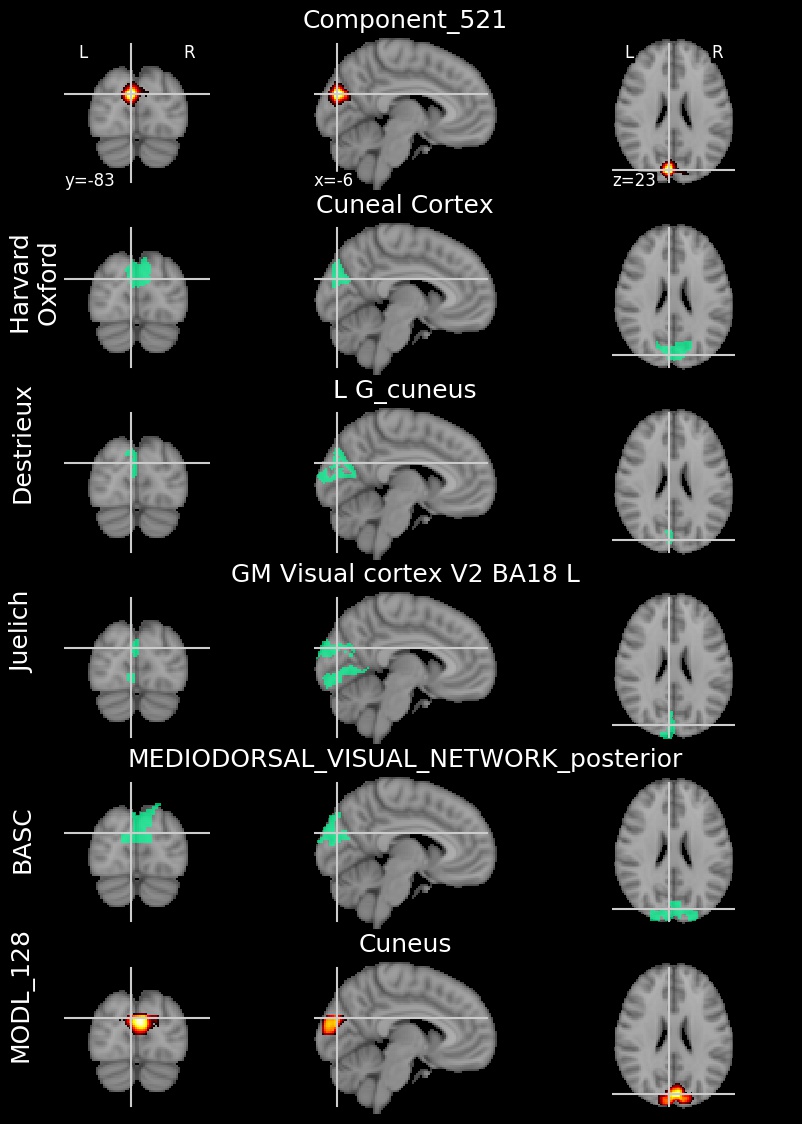 Component_521
L R L R
y=-83 x=-6 z=23
Cuneal Cortex
Harvard
Oxford
L G_cuneus
Destrieux
GM Visual cortex V2 BA18 L
Juelich
MEDIODORSAL_VISUAL_NETWORK_posterior
BASC
Cuneus
MODL_128